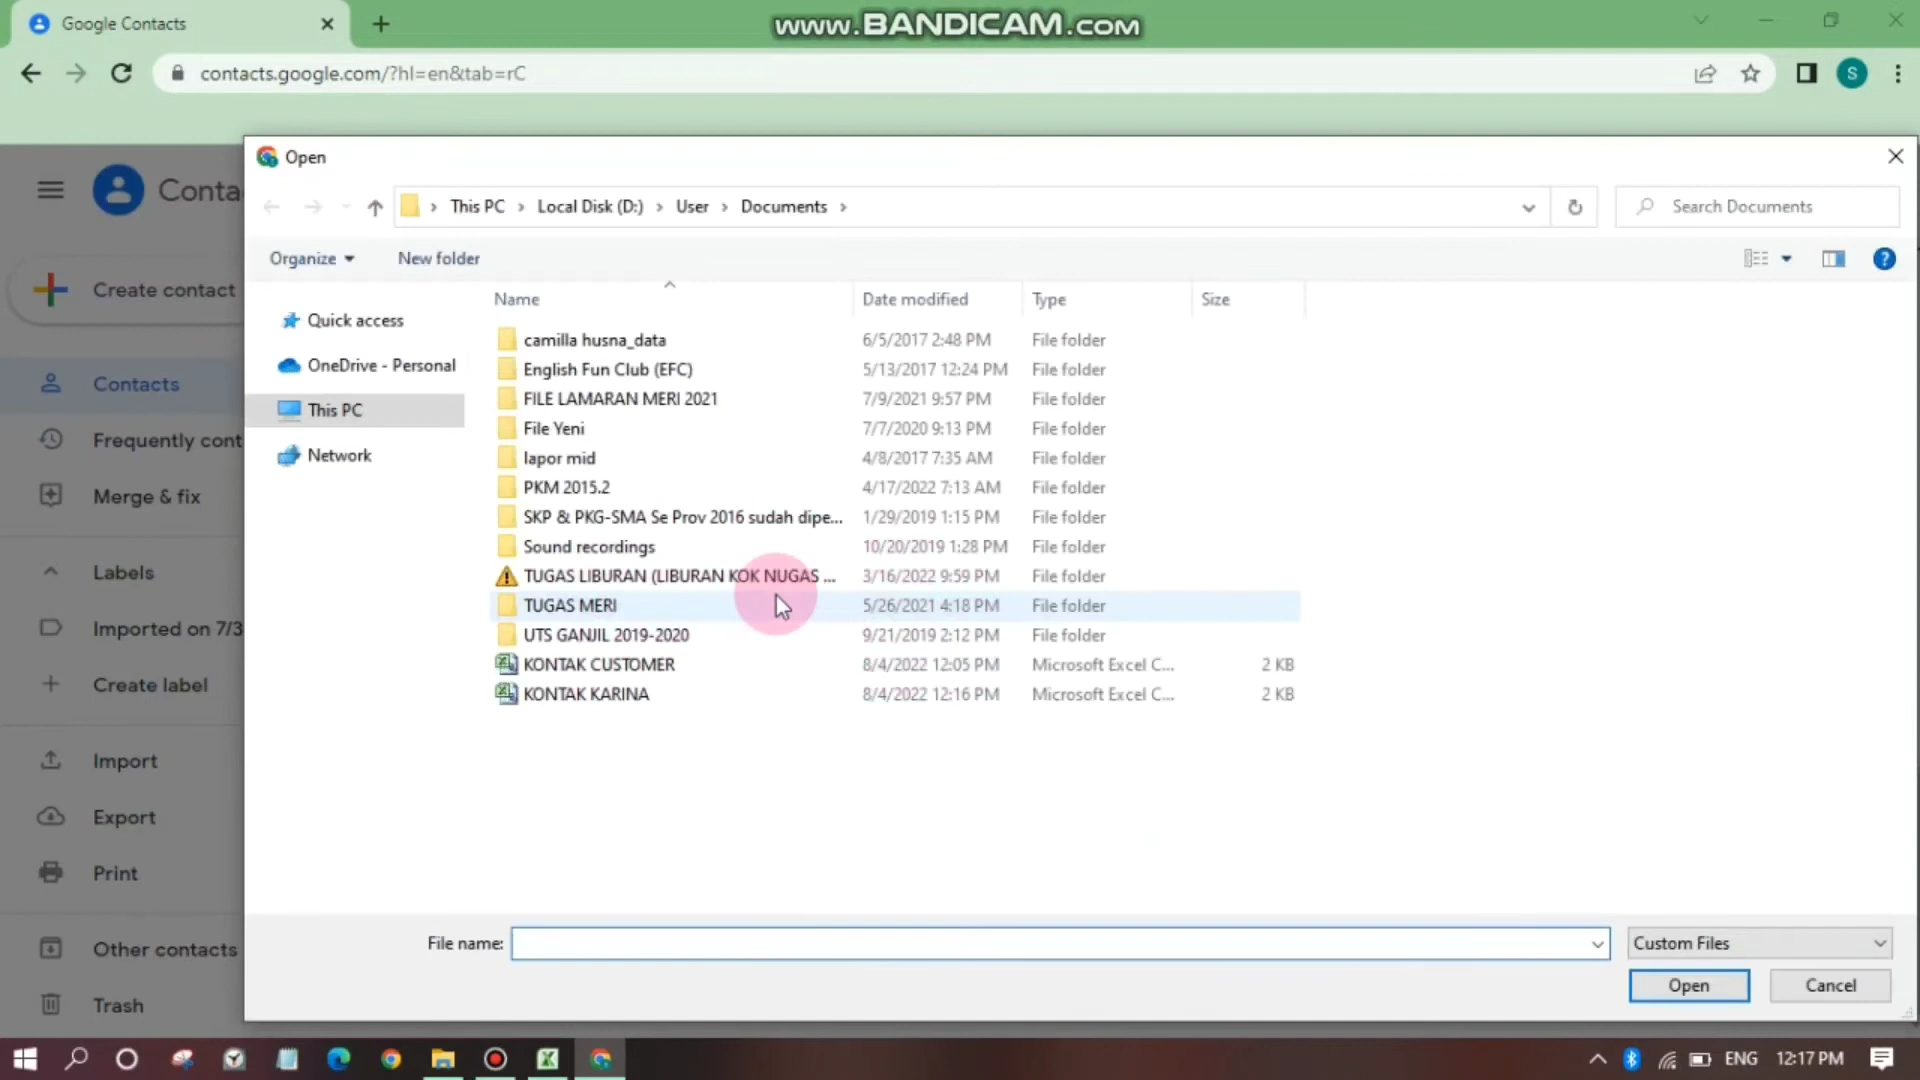 Google Contacts
www.BANDICAM.com
contacts.google.com/?hl=en&tab=rC
S
Open
Conta
This PC > Local Disk (D:) > User > Documents >
Search Documents
Organize
New folder
Create contact
Contacts
Frequently cont
Merge & fix
Labels
Imported on 7/3
Create label
Import
Export
Print
Other contacts
Trash
Quick access
OneDrive - Personal
This PC
Network
Name Date modified Type Size
camilla husna_data 6/5/2017 2:48 PM File folder
English Fun Club (EFC) 5/13/2017 12:24 PM File folder
FILE LAMARAN MERI 2021 7/9/2021 9:57 PM File folder
File Yeni 7/7/2020 9:13 PM File folder
lapor mid 4/8/2017 7:35 AM File folder
PKM 2015.2 4/17/2022 7:13 AM File folder
SKP & PKG-SMA Se Prov 2016 sudah dipe... 1/29/2019 1:15 PM File folder
Sound recordings 10/20/2019 1:28 PM File folder
TUGAS LIBURAN (LIBURAN KOK NUGAS ... 3/16/2022 9:59 PM File folder
TUGAS MERI 5/26/2021 4:18 PM File folder
UTS GANJIL 2019-2020 9/21/2019 2:12 PM File folder
KONTAK CUSTOMER 8/4/2022 12:05 PM Microsoft Excel C... 2 KB
KONTAK KARINA 8/4/2022 12:16 PM Microsoft Excel C... 2 KB
File name:
Custom Files
Open
Cancel
ENG 12:17 PM